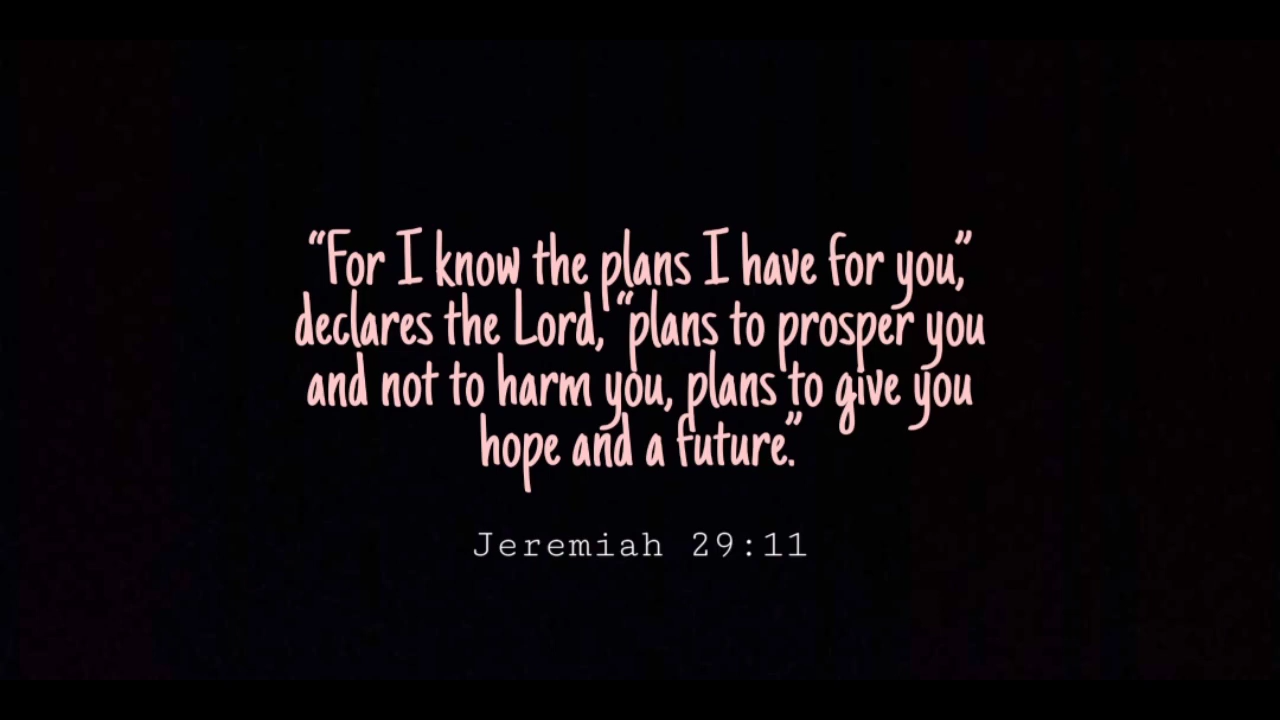 “For I know the plans I have for you,”
declares the Lord, “plans to prosper you
and not to harm you, plans to give you
hope and a future.”
Jeremiah 29:11